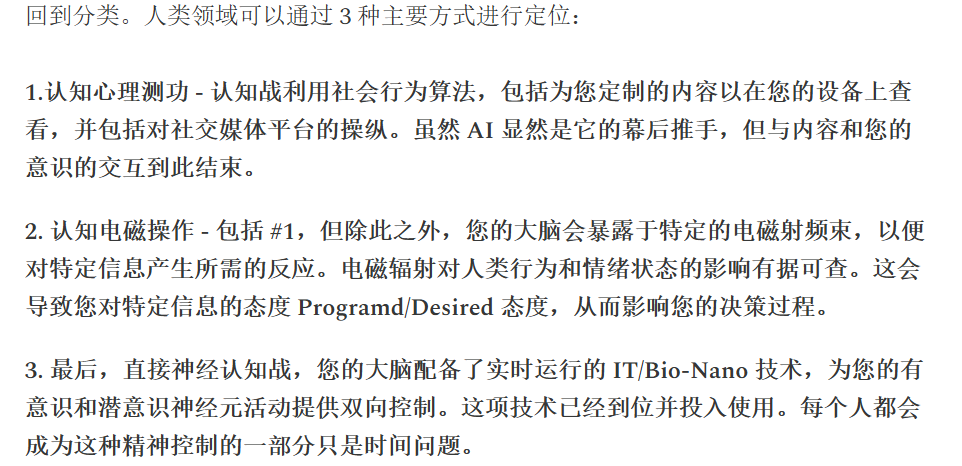 回到分类。人类领域可以通过 3 种主要方式进行定位：
1.认知心理测功 - 认知战利用社会行为算法，包括为您定制的内容以在您的设备上查
看，并包括对社交媒体平台的操纵。虽然 AI 显然是它的幕后推手，但与内容和您的
意识的交互到此结束。
2. 认知电磁操作 - 包括 #1，但除此之外，您的大脑会暴露于特定的电磁射频束，以便
对特定信息产生所需的反应。电磁辐射对人类行为和情绪状态的影响有据可查。这会
导致您对特定信息的态度 Programd/Desired 态度，从而影响您的决策过程。
3. 最后，直接神经认知战，您的大脑配备了实时运行的 IT/Bio-Nano 技术，为您的有
意识和潜意识神经元活动提供双向控制。这项技术已经到位并投入使用。每个人都会
成为这种精神控制的一部分只是时间问题。